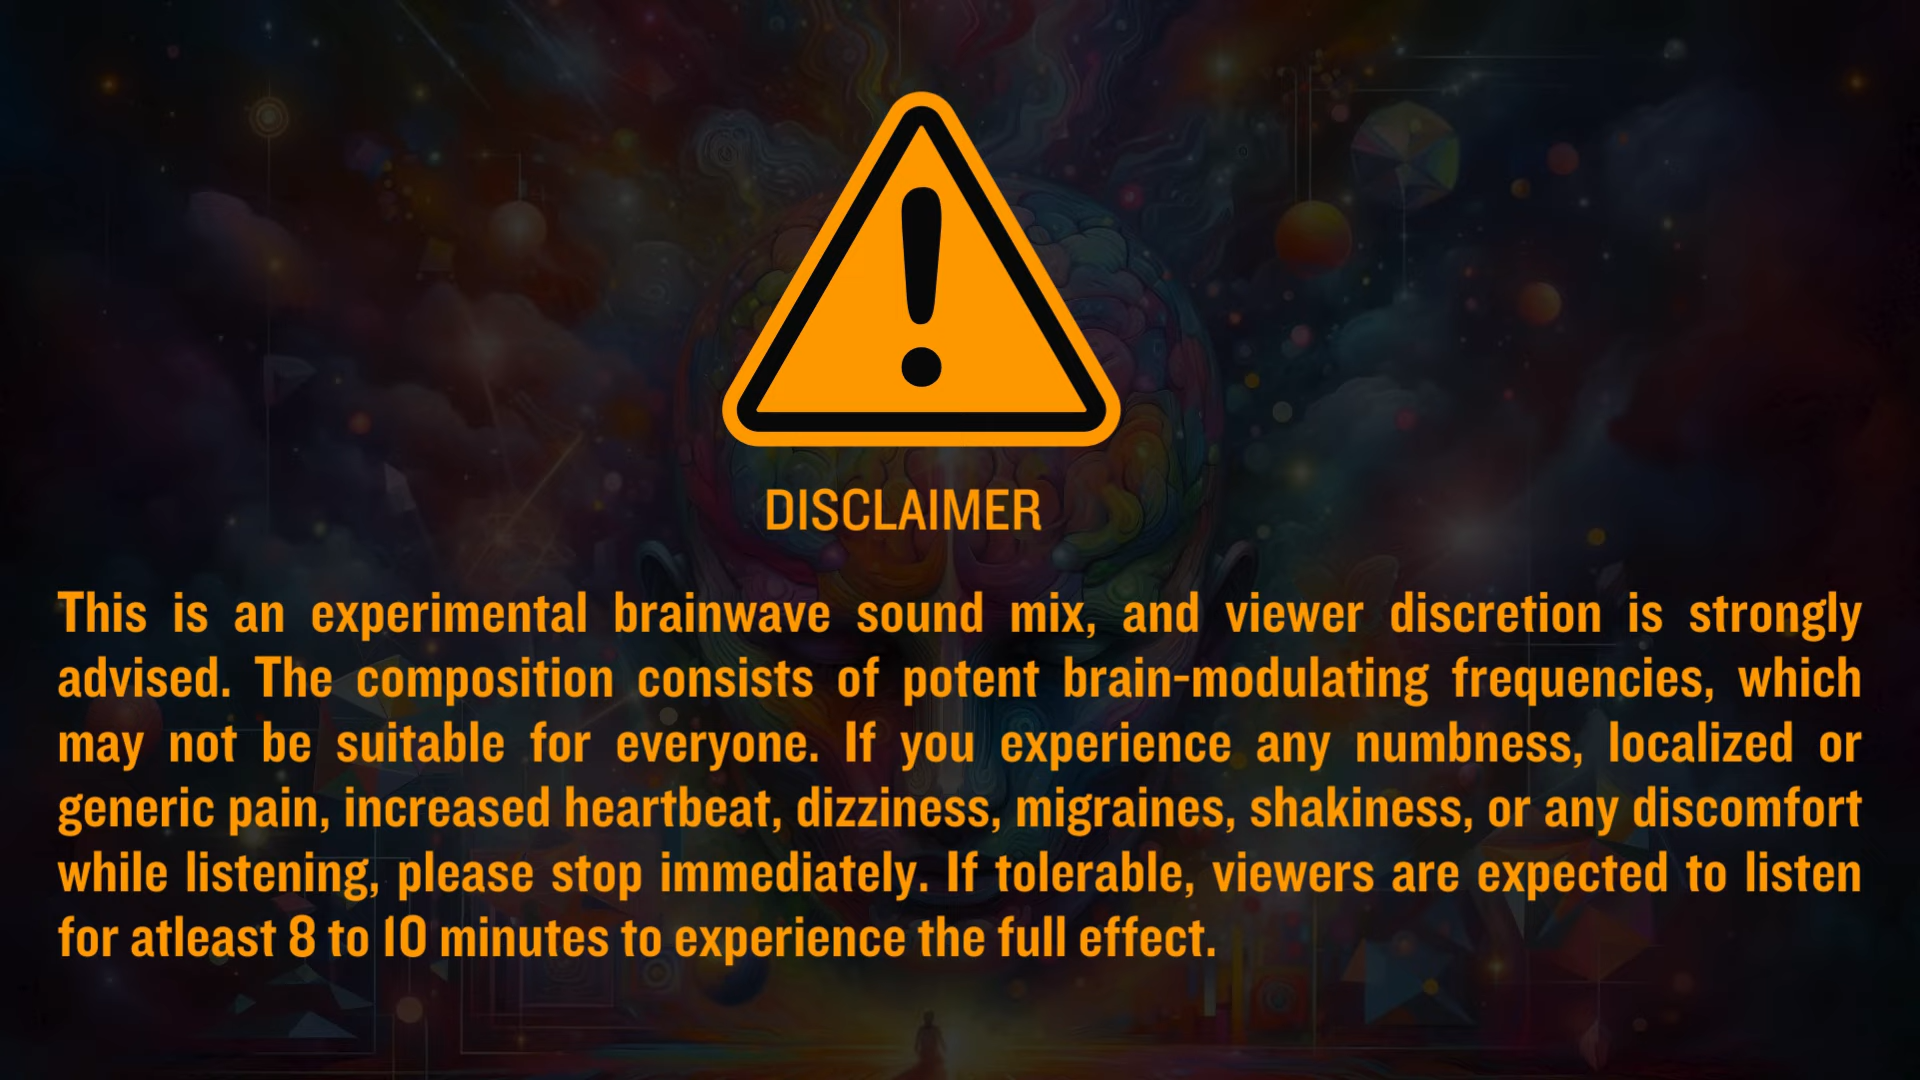 DISCLAIMER
This is an experimental brainwave sound mix, and viewer discretion is strongly
advised. The composition consists of potent brain-modulating frequencies, which
may not be suitable for everyone. If you experience any numbness, localized or
generic pain, increased heartbeat, dizziness, migraines, shakiness, or any discomfort
while listening, please stop immediately. If tolerable, viewers are expected to listen
for atleast 8 to 10 minutes to experience the full effect.